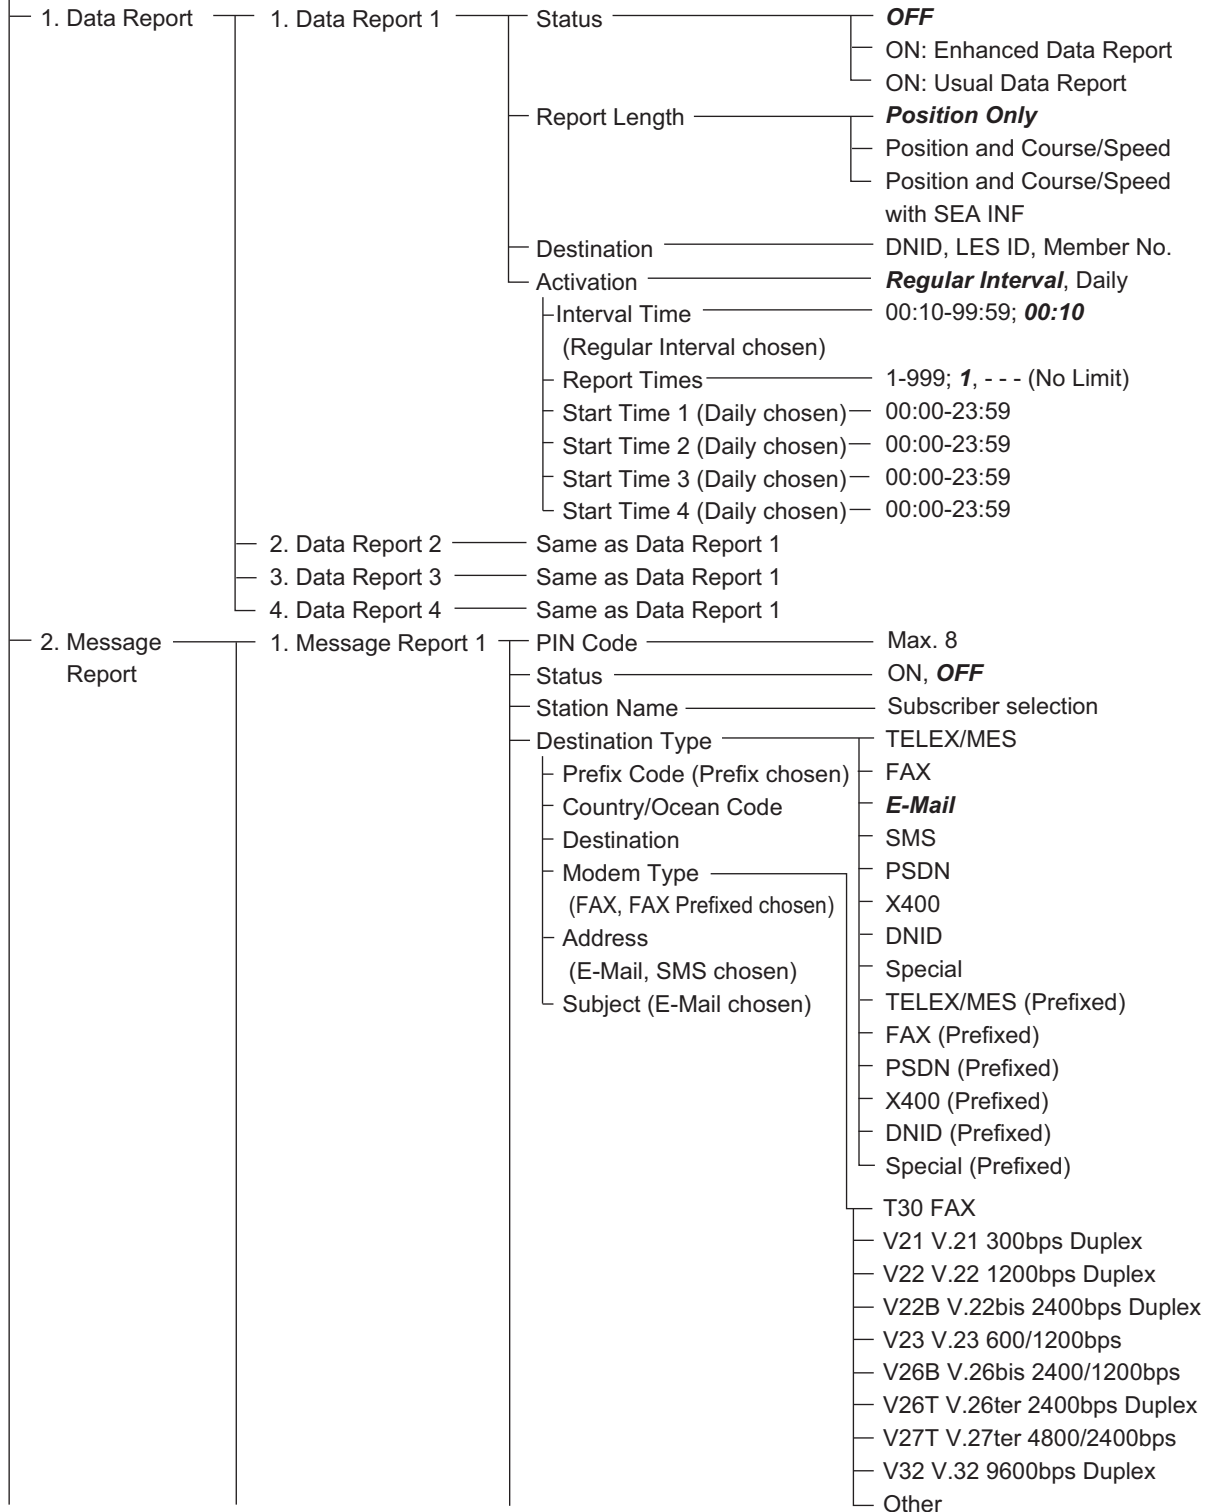 1. Data Report 1. Data Report 1 Status OFF
ON: Enhanced Data Report
ON: Usual Data Report
Report Length Position Only
Position and Course/Speed
Position and Course/Speed
with SEA INF
Destination DNID, LES ID, Member No.
Activation Regular Interval, Daily
Interval Time 00:10-99:59; 00:10
(Regular Interval chosen)
Report Times 1-999; 1, - - - (No Limit)
Start Time 1 (Daily chosen) 00:00-23:59
Start Time 2 (Daily chosen) 00:00-23:59
Start Time 3 (Daily chosen) 00:00-23:59
Start Time 4 (Daily chosen) 00:00-23:59
2. Data Report 2 Same as Data Report 1
3. Data Report 3 Same as Data Report 1
4. Data Report 4 Same as Data Report 1
2. Message 1. Message Report 1 PIN Code Max. 8
Report Status ON, OFF
Station Name Subscriber selection
Destination Type TELEX/MES
Prefix Code (Prefix chosen) FAX
Country/Ocean Code E-Mail
Destination SMS
Modem Type PSDN
(FAX, FAX Prefixed chosen) X400
Address DNID
(E-Mail, SMS chosen) Special
Subject (E-Mail chosen) TELEX/MES (Prefixed)
FAX (Prefixed)
PSDN (Prefixed)
X400 (Prefixed)
DNID (Prefixed)
Special (Prefixed)
T30 FAX
V21 V.21 300bps Duplex
V22 V.22 1200bps Duplex
V22B V.22bis 2400bps Duplex
V23 V.23 600/1200bps
V26B V.26bis 2400/1200bps
V26T V.26ter 2400bps Duplex
V27T V.27ter 4800/2400bps
V32 V.32 9600bps Duplex
Other